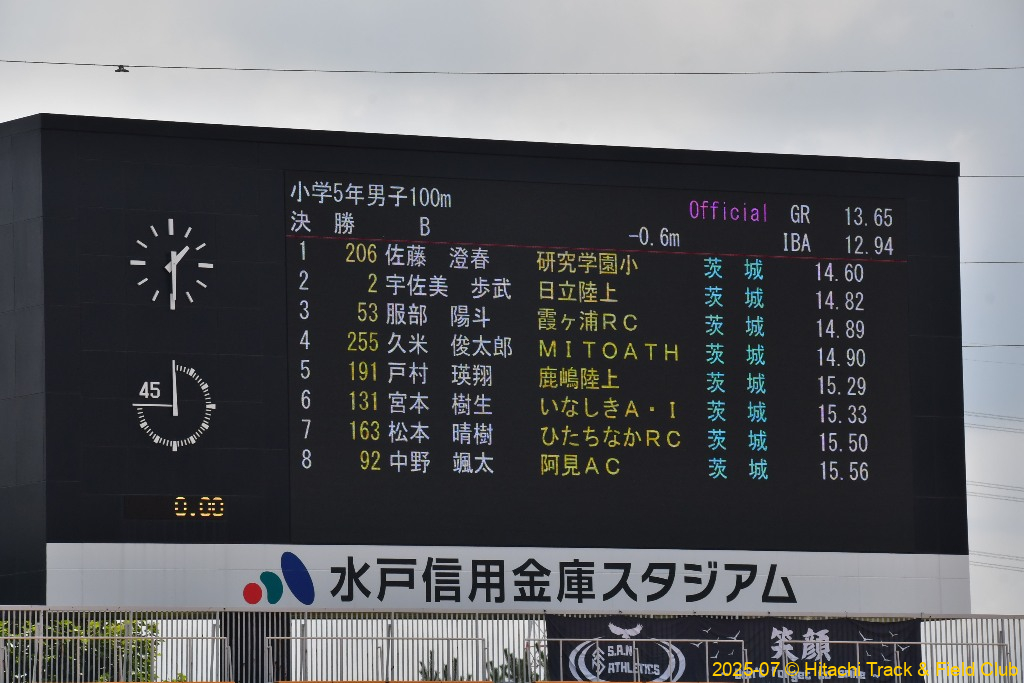 小学5年男子100m
Official GR 13.65
決 勝 B -0.6m IBA 12.94
1 206 佐藤 澄春 研究学園小 茨 城 14.60
2 2 宇佐美 歩武 日立陸上 茨 城 14.82
3 53 服部 陽斗 霞ヶ浦RC 茨 城 14.89
4 255 久米 俊太郎 MITOATH 茨 城 14.90
5 191 戸村 瑛翔 鹿嶋陸上 茨 城 15.29
6 131 宮本 樹生 いなしきA・I 茨 城 15.33
7 163 松本 晴樹 ひたちなかRC 茨 城 15.50
8 92 中野 颯太 阿見AC 茨 城 15.56
45
0.00
水戸信用金庫スタジアム
S.A.N
ATHLETICS
笑顔
2025-07 © Hitachi Track & Field Club